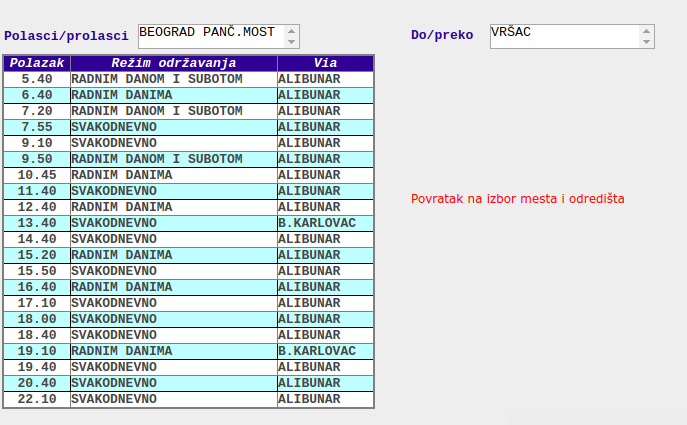 Polasci/prolasci BEOGRAD PANČ.MOST Do/preko VRŠAC
Polazak Režim održavanja Via
5.40 RADNIM DANOM I SUBOTOM ALIBUNAR
6.40 RADNIM DANIMA ALIBUNAR
7.20 RADNIM DANOM I SUBOTOM ALIBUNAR
7.55 SVAKODNEVNO ALIBUNAR
9.10 SVAKODNEVNO ALIBUNAR
9.50 RADNIM DANOM I SUBOTOM ALIBUNAR
10.45 RADNIM DANIMA ALIBUNAR
11.40 SVAKODNEVNO ALIBUNAR
12.40 RADNIM DANIMA ALIBUNAR
13.40 SVAKODNEVNO B.KARLOVAC
14.40 SVAKODNEVNO ALIBUNAR
15.20 RADNIM DANIMA ALIBUNAR
15.50 SVAKODNEVNO ALIBUNAR
16.40 RADNIM DANIMA ALIBUNAR
17.10 SVAKODNEVNO ALIBUNAR
18.00 SVAKODNEVNO ALIBUNAR
18.40 SVAKODNEVNO ALIBUNAR
19.10 RADNIM DANIMA B.KARLOVAC
19.40 SVAKODNEVNO ALIBUNAR
20.40 SVAKODNEVNO ALIBUNAR
22.10 SVAKODNEVNO ALIBUNAR
Povratak na izbor mesta i odredišta